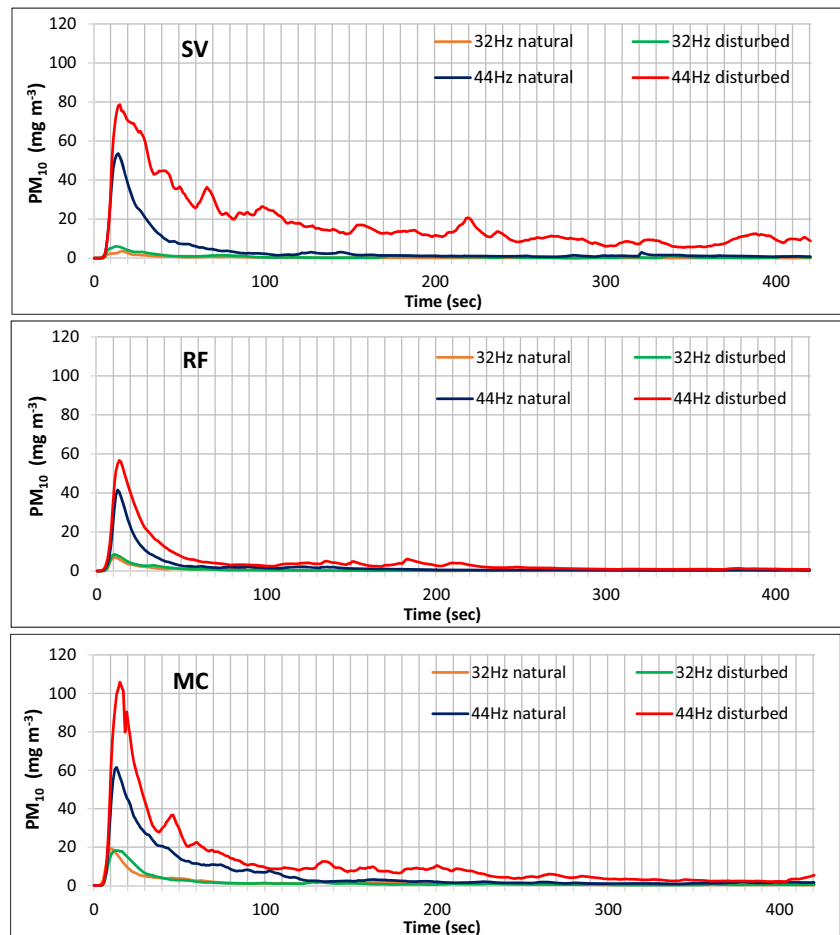 SV
32Hz natural 32Hz disturbed
44Hz natural 44Hz disturbed
PM₁₀ (mg m⁻³)
120
100
80
60
40
20
0
0 100 200 300 400
Time (sec)
RF
32Hz natural 32Hz disturbed
44Hz natural 44Hz disturbed
PM₁₀ (mg m⁻³)
120
100
80
60
40
20
0
0 100 200 300 400
Time (sec)
MC
32Hz natural 32Hz disturbed
44Hz natural 44Hz disturbed
PM₁₀ (mg m⁻³)
120
100
80
60
40
20
0
0 100 200 300 400
Time (sec)